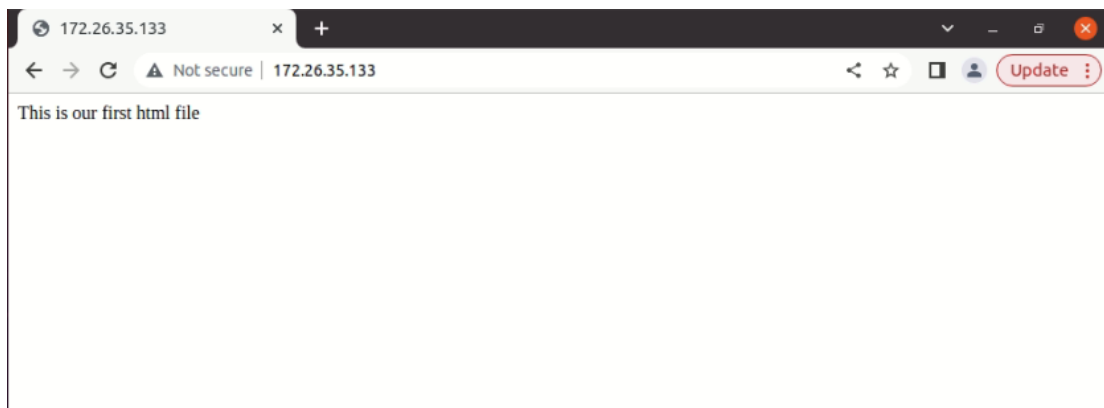 172.26.35.133
Not secure 172.26.35.133 Update
This is our first html file